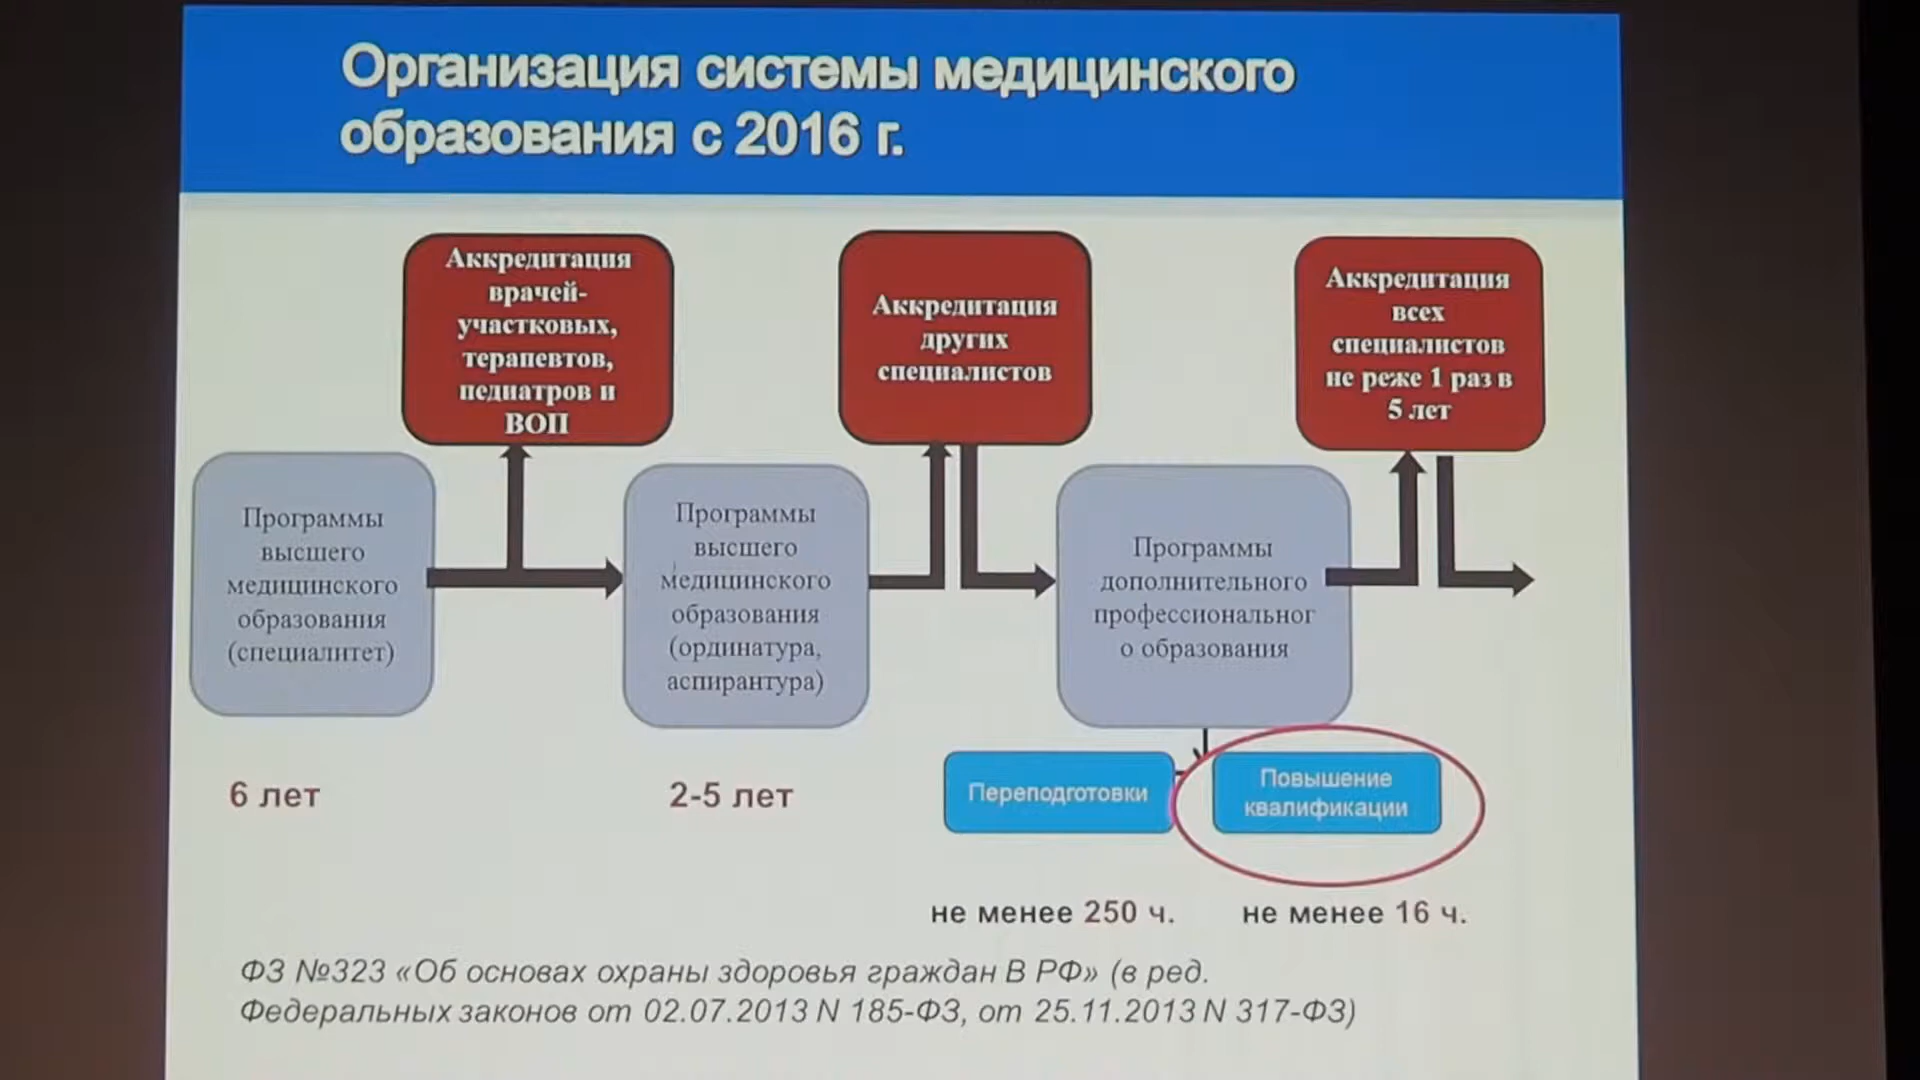 Организация системы медицинского
образования с 2016 г.
Аккредитация
врачей-
участковых,
терапевтов,
педиатров и
ВОП
Аккредитация
других
специалистов
Аккредитация
всех
специалистов
не реже 1 раз в
5 лет
Программы
высшего
медицинского
образования
(специалитет)
Программы
высшего
медицинского
образования
(ординатура,
аспирантура)
Программы
дополнительного
профессиональног
о образования
6 лет
2-5 лет
Переподготовки
Повышение
квалификации
не менее 250 ч.
не менее 16 ч.
ФЗ №323 «Об основах охраны здоровья граждан В РФ» (в ред.
Федеральных законов от 02.07.2013 N 185-ФЗ, от 25.11.2013 N 317-ФЗ)